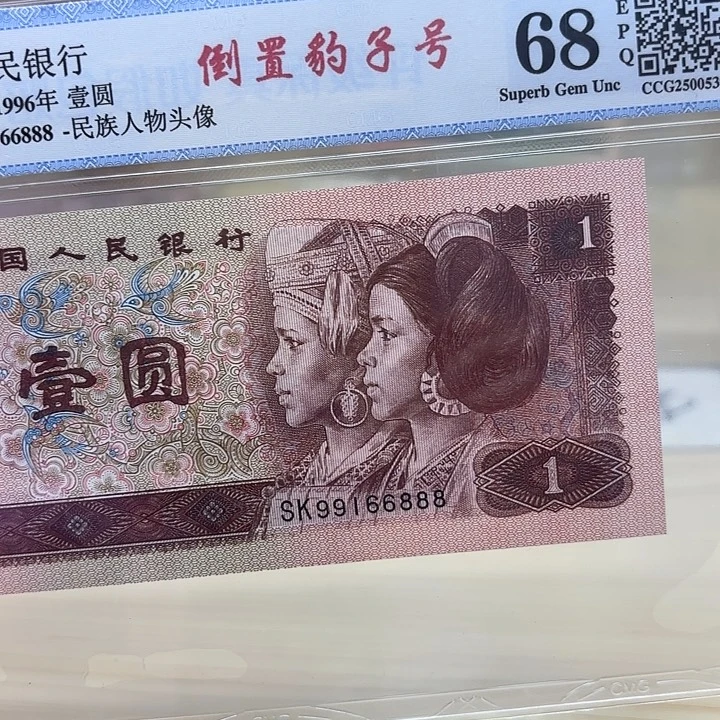 民银行
倒置豹子号
68
EPQ
1996年 壹圆
Superb Gem Unc
66888 -民族人物头像
CCG250053
国人民银行
1
壹圆
1
SK99166888